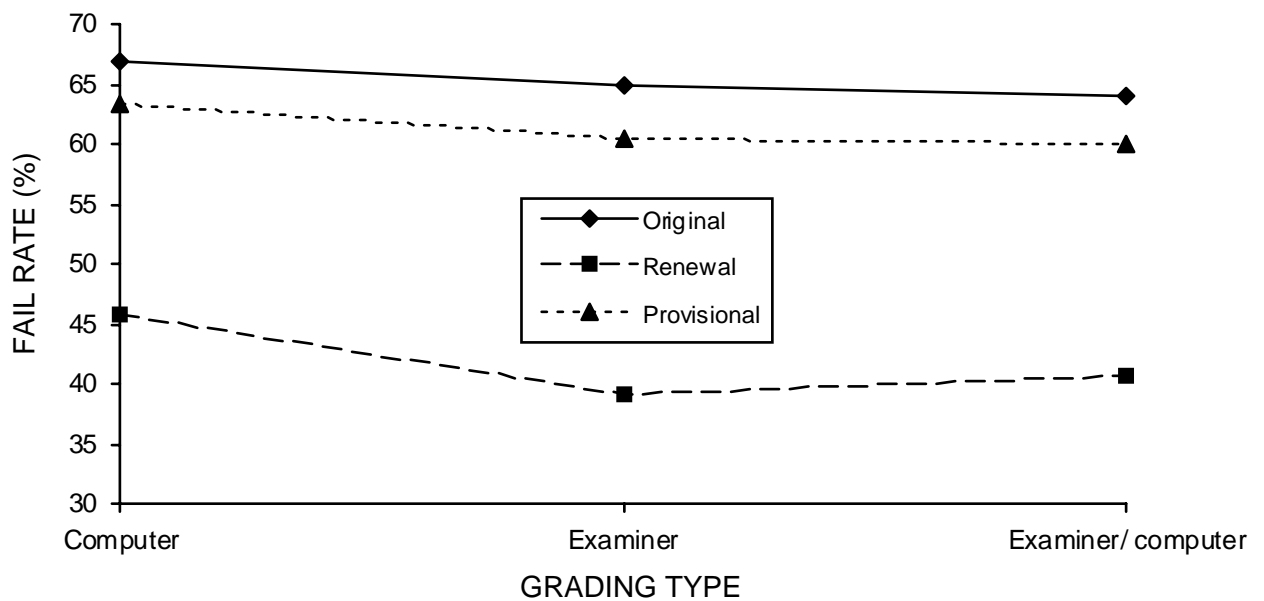 70
65
60
55
50
45
40
35
30
FAIL RATE (%)
Original
Renewal
Provisional
Computer
Examiner
Examiner/ computer
GRADING TYPE